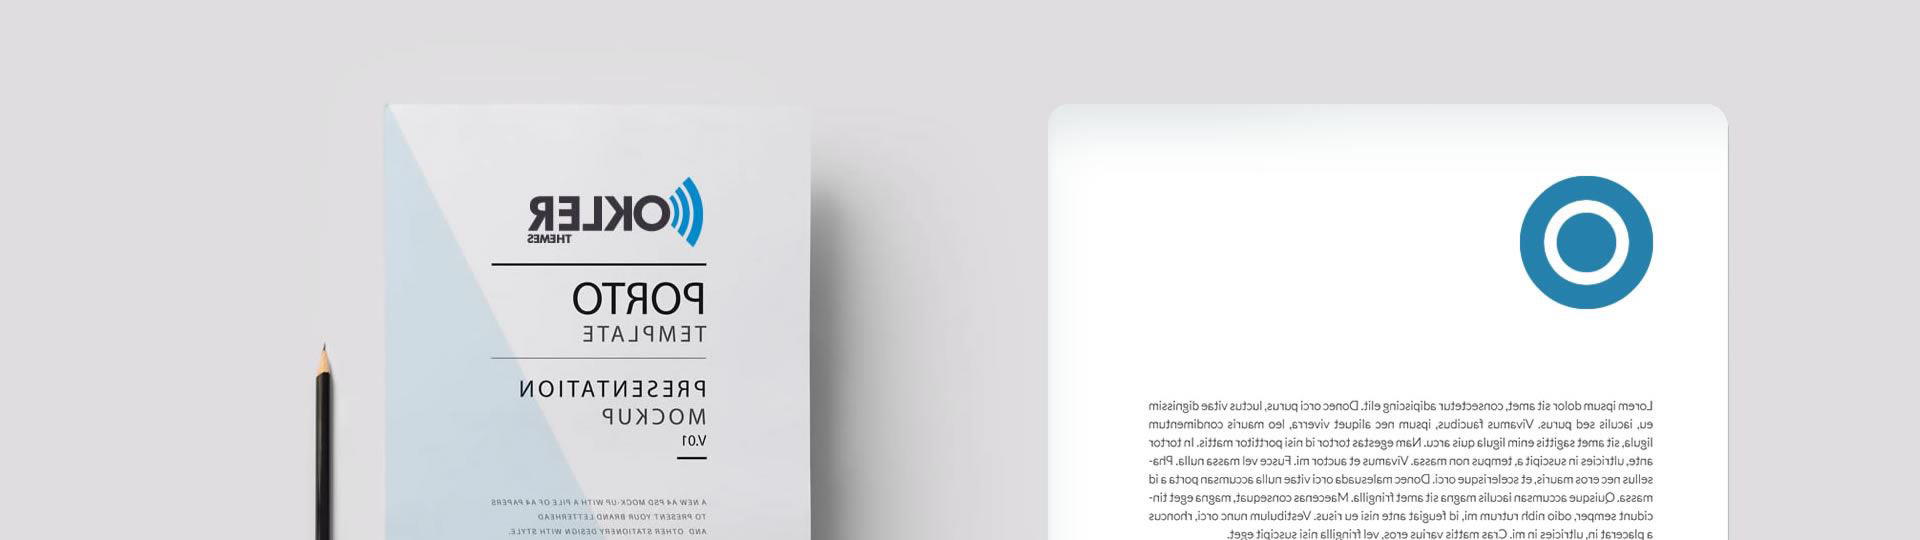 OKLER
THEMES
PORTO
TEMPLATE
PRESENTATION
MOCKUP
V.01
A NEW A4 PSD MOCK-UP WITH A PILE OF A4 PAPERS
TO PRESENT YOUR BRAND LETTERHEAD
AND OTHER STATIONERY DESIGN WITH STYLE.
Lorem ipsum dolor sit amet, consectetur adipiscing elit. Donec orci purus, luctus vitae dignissim
eu, iaculis sed purus. Vivamus faucibus, ipsum nec aliquet viverra, leo mauris condimentum
ligula, sit amet sagittis enim ligula quis arcu. Nam egestas tortor id nisi porttitor mattis. In tortor
ante, ultricies in suscipit a, tempus non massa. Vivamus et auctor mi. Fusce vel massa nulla. Pha-
sellus nec eros mauris, et scelerisque orci. Donec malesuada orci vitae nulla accumsan porta a id
massa. Quisque accumsan iaculis magna sit amet fringilla. Maecenas consequat, magna eget tin-
cidunt semper, odio nibh rutrum mi, id feugiat ante nisi eu risus. Vestibulum nunc orci, rhoncus
a placerat in, ultricies in mi. Cras mattis varius eros, vel fringilla nisi suscipit eget.